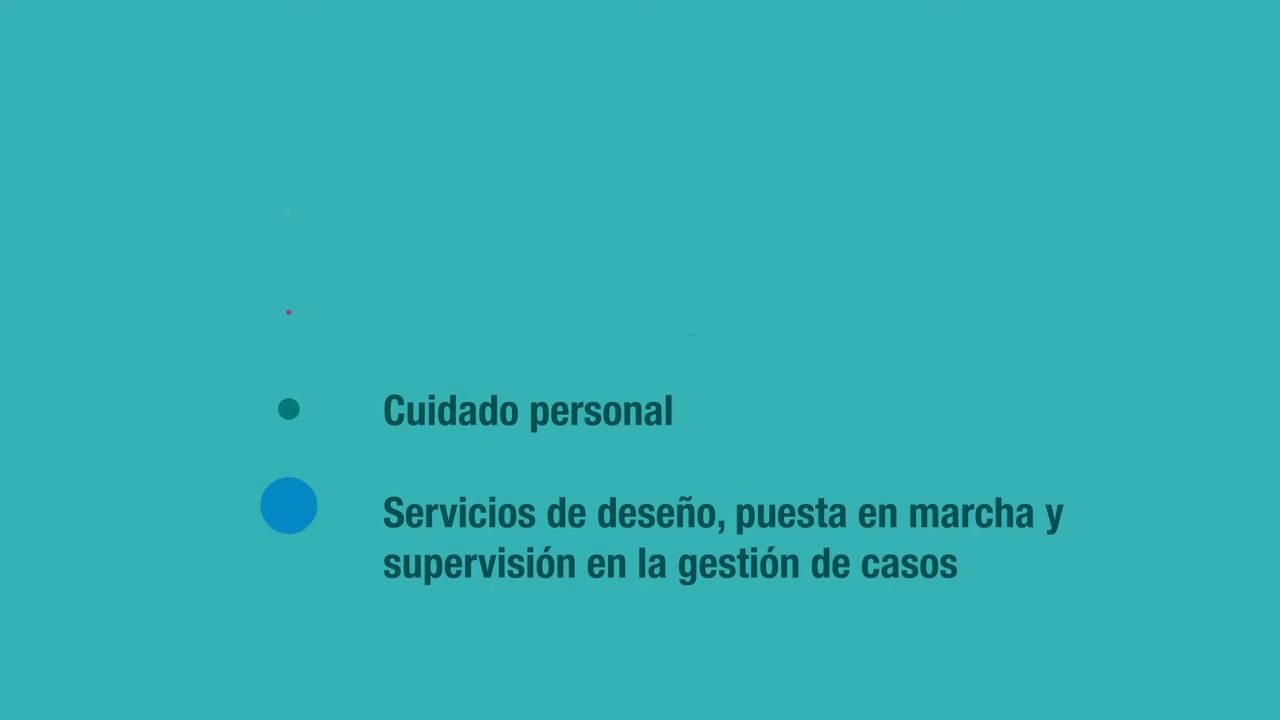 Cuidado personal
Servicios de deseño, puesta en marcha y
supervisión en la gestión de casos